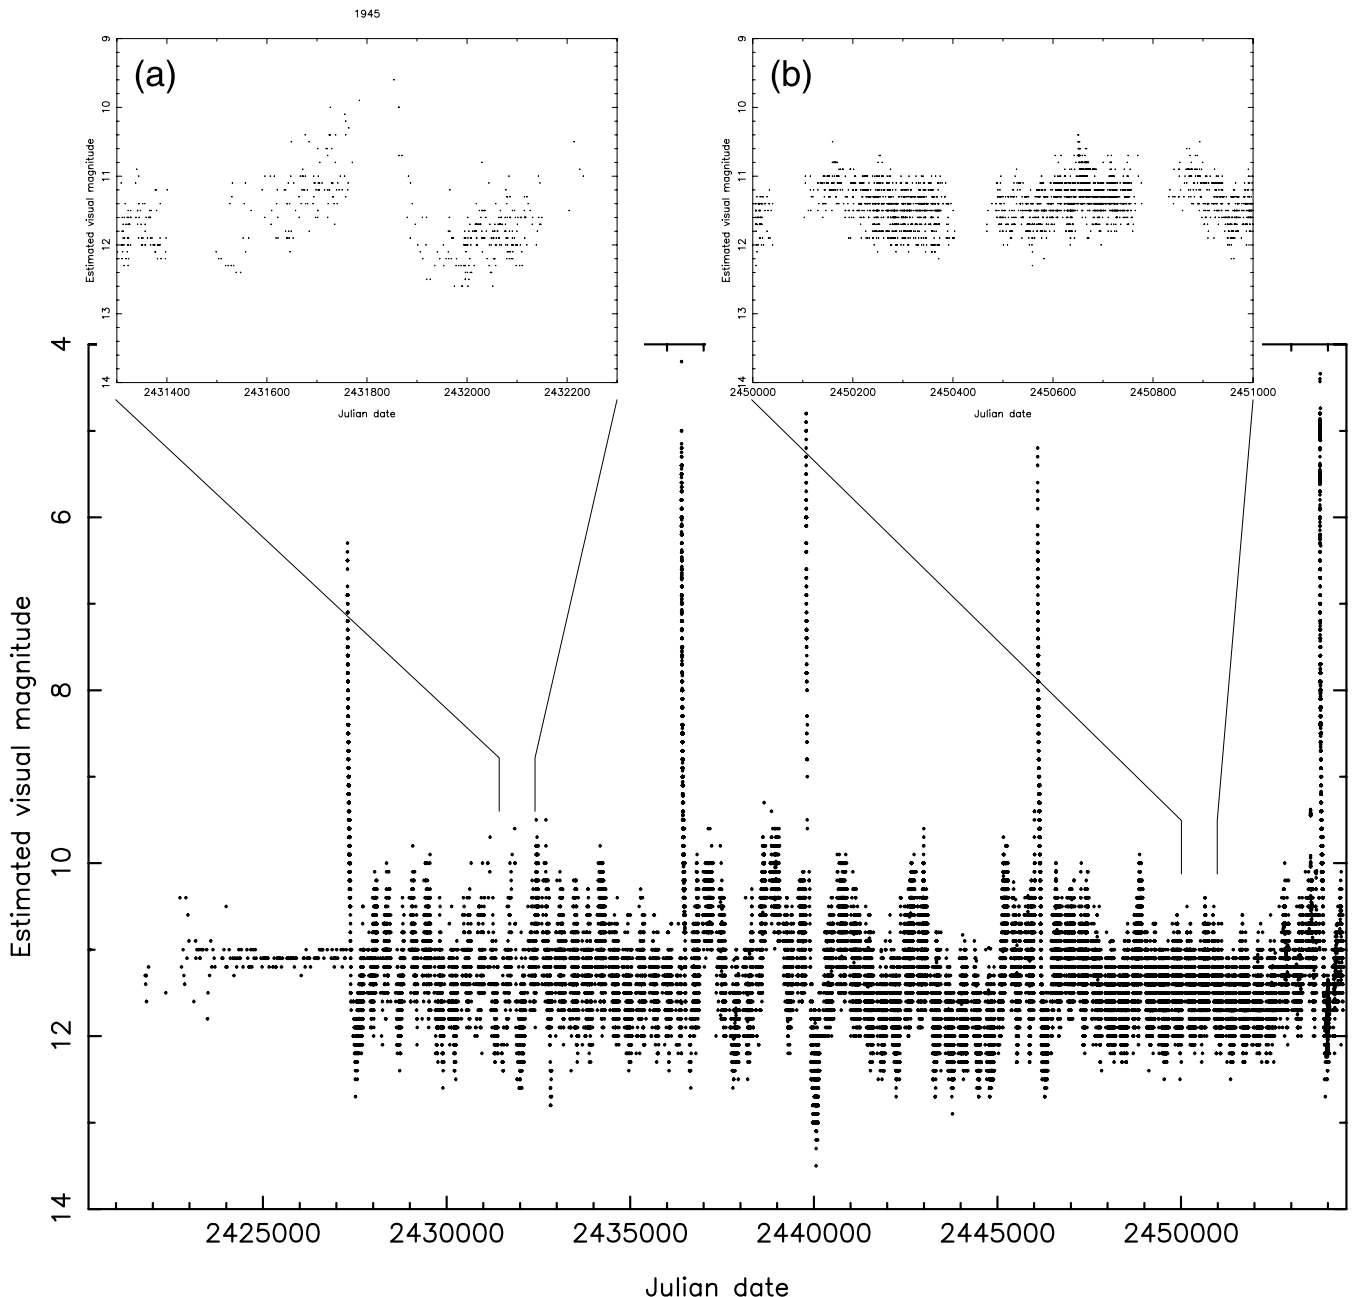 1945
(a)
9
10
11
12
13
14
Estimated visual magnitude
2431400 2431600 2431800 2432000 2432200
Julian date
(b)
9
10
11
12
13
14
Estimated visual magnitude
2450000 2450200 2450400 2450600 2450800 2451000
Julian date
4
6
8
10
12
14
Estimated visual magnitude
2425000 2430000 2435000 2440000 2445000 2450000
Julian date